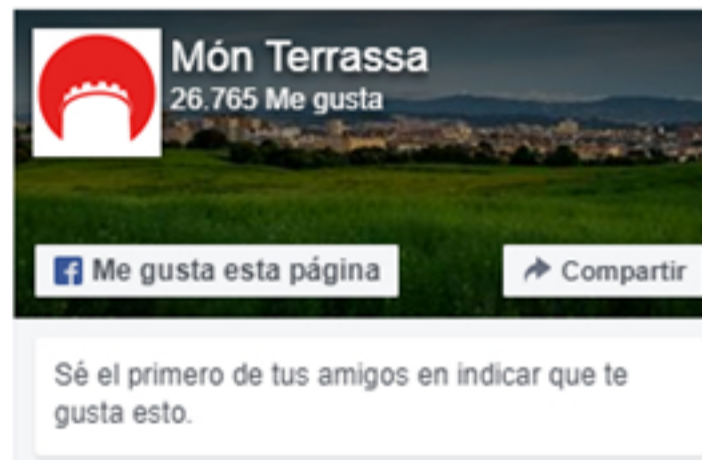 Món Terrassa
26.765 Me gusta
Me gusta esta página
Compartir
Sé el primero de tus amigos en indicar que te
gusta esto.